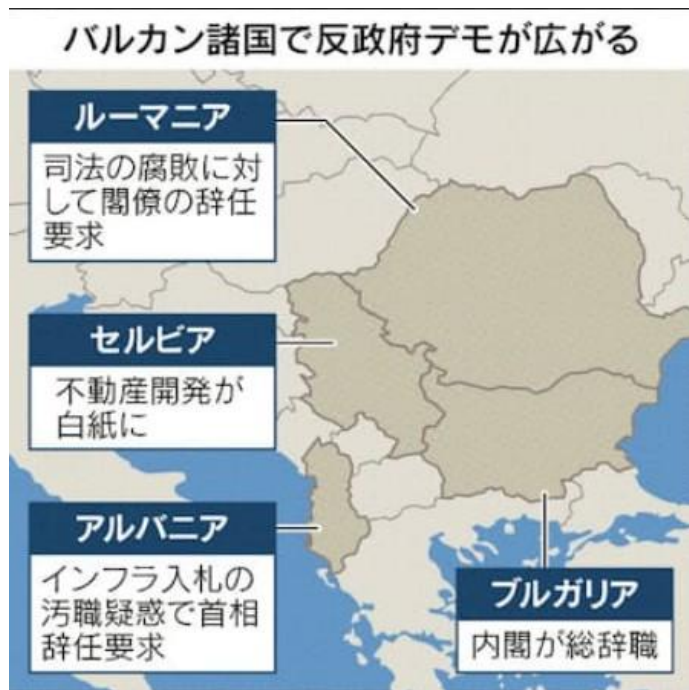 バルカン諸国で反政府デモが広がる
ルーマニア
司法の腐敗に対
して閣僚の辞任
要求
セルビア
不動産開発が
白紙に
アルバニア
インフラ入札の
汚職疑惑で首相
辞任要求
ブルガリア
内閣が総辞職